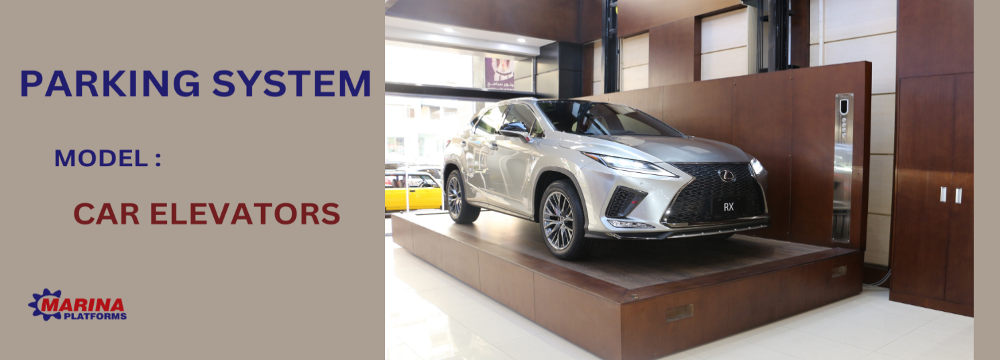 PARKING SYSTEM
MODEL :
CAR ELEVATORS
MARINA
PLATFORMS
RX